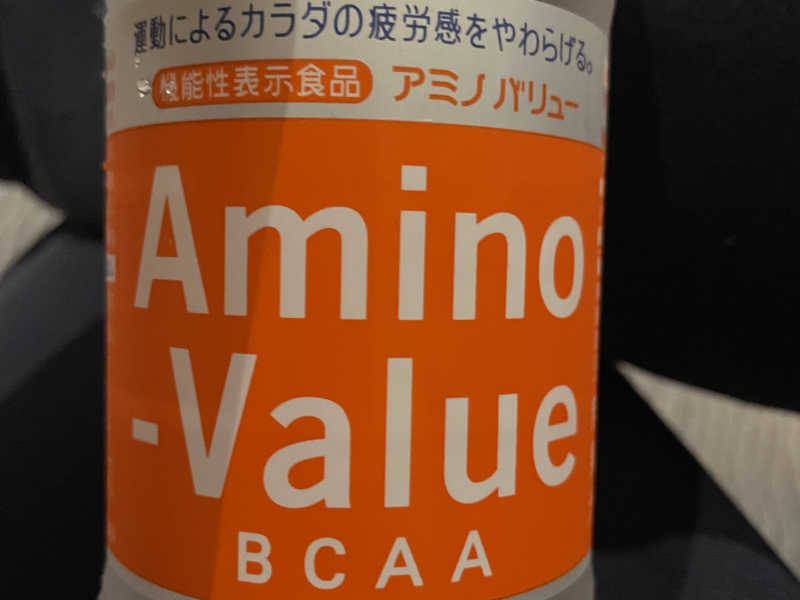 運動によるカラダの疲労感をやわらげる。
機能性表示食品 アミノバリュー
Amino
-Value
BCAA